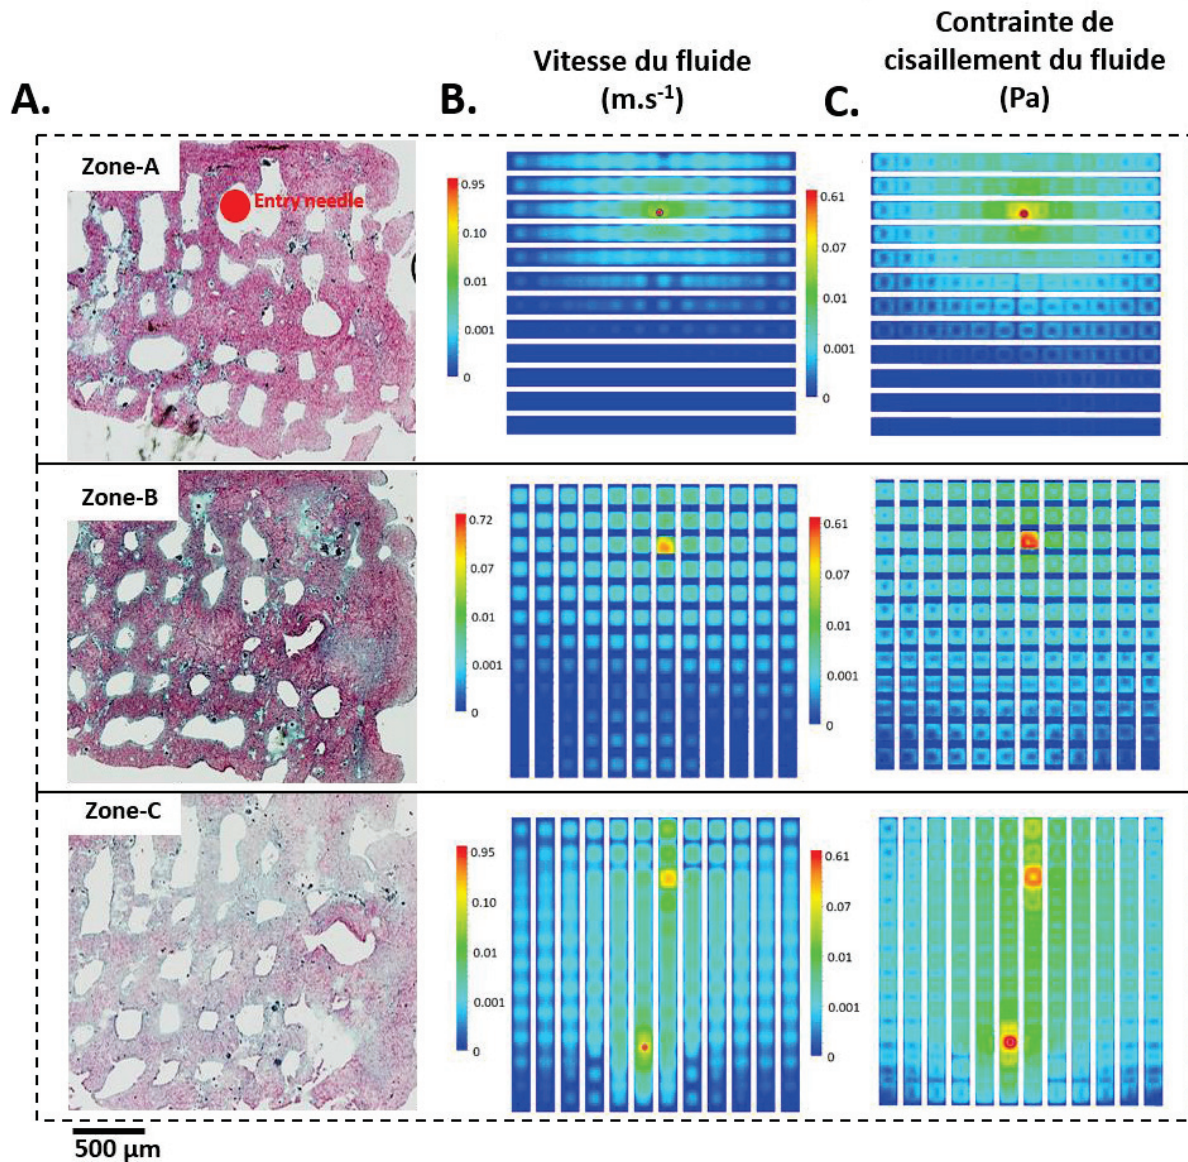 Contrainte de
Vitesse du fluide
cisaillement du fluide
A.
B.
(m.s-1)
C.
(Pa)
Zone-A
Entry needle
0.95
0.10
0.01
0.001
0
0.61
0.07
0.01
0.001
0
Zone-B
0.72
0.07
0.01
0.001
0
0.61
0.07
0.01
0.001
0
Zone-C
0.95
0.10
0.01
0.001
0
0.61
0.07
0.01
0.001
0
500 µm